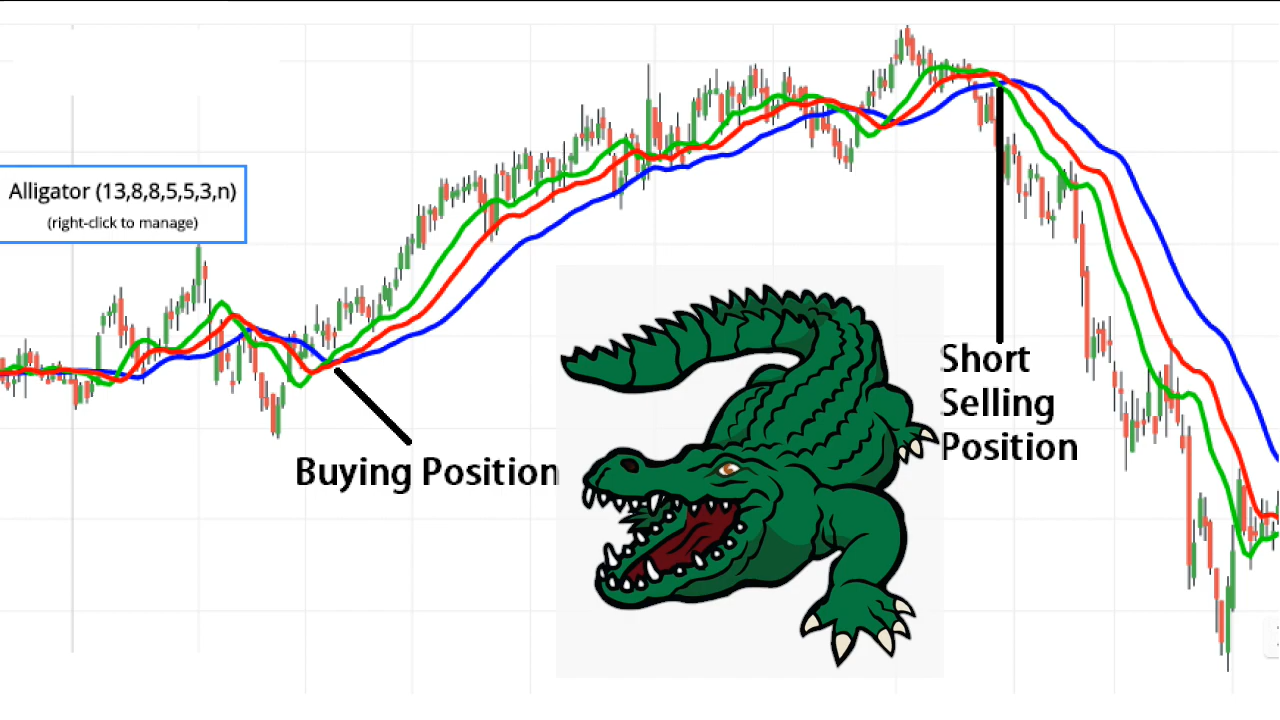 Alligator (13,8,8,5,5,3,n)
(right-click to manage)
Buying Position
Short
Selling
Position